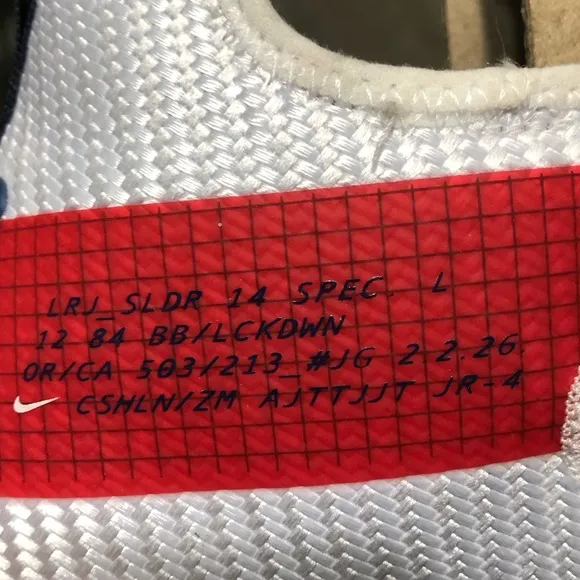 LRJ_SLDR 14 SPEC. L
12 84 BB/LCKDWN
OR/CA 503/213_#JG 2 2.26.
CSHLN/ZM AJTTJJT JR-4